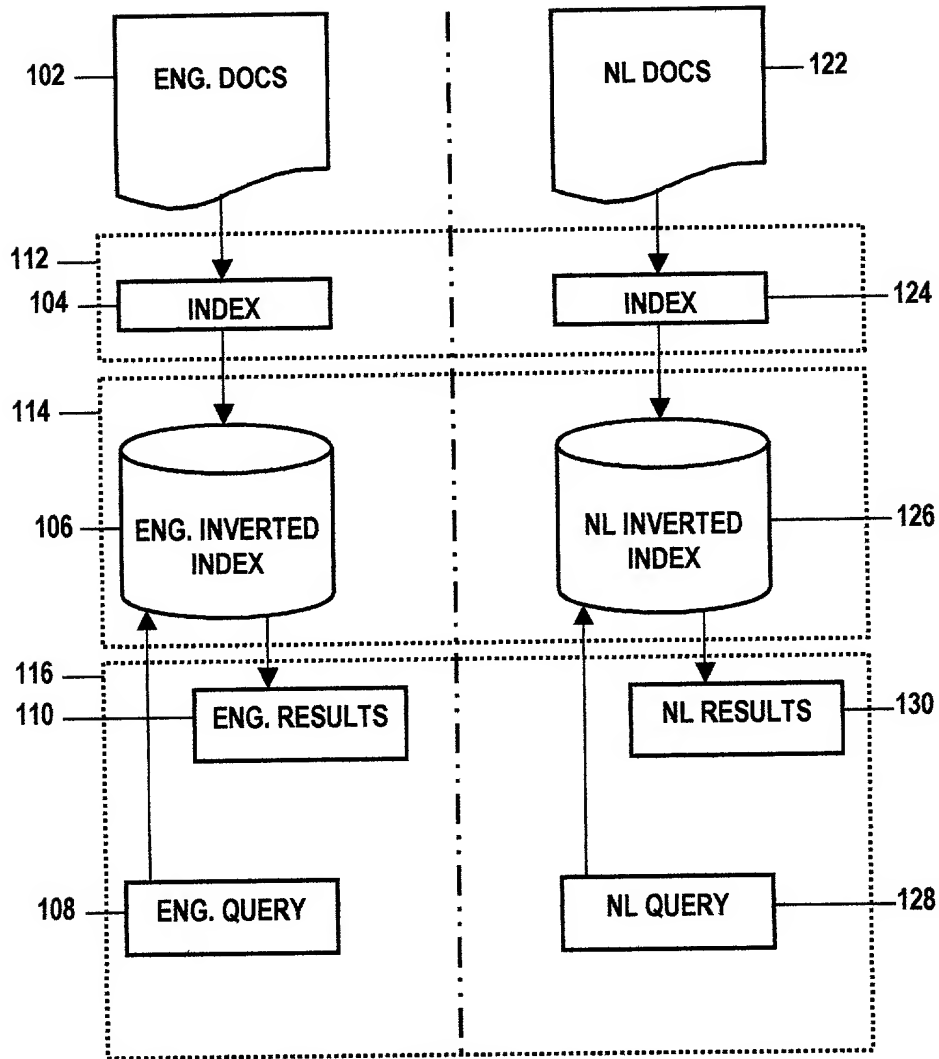 102
ENG. DOCS
NL DOCS
122
112
104
INDEX
INDEX
124
114
106
ENG. INVERTED
INDEX
NL INVERTED
INDEX
126
116
110
ENG. RESULTS
NL RESULTS
130
108
ENG. QUERY
NL QUERY
128